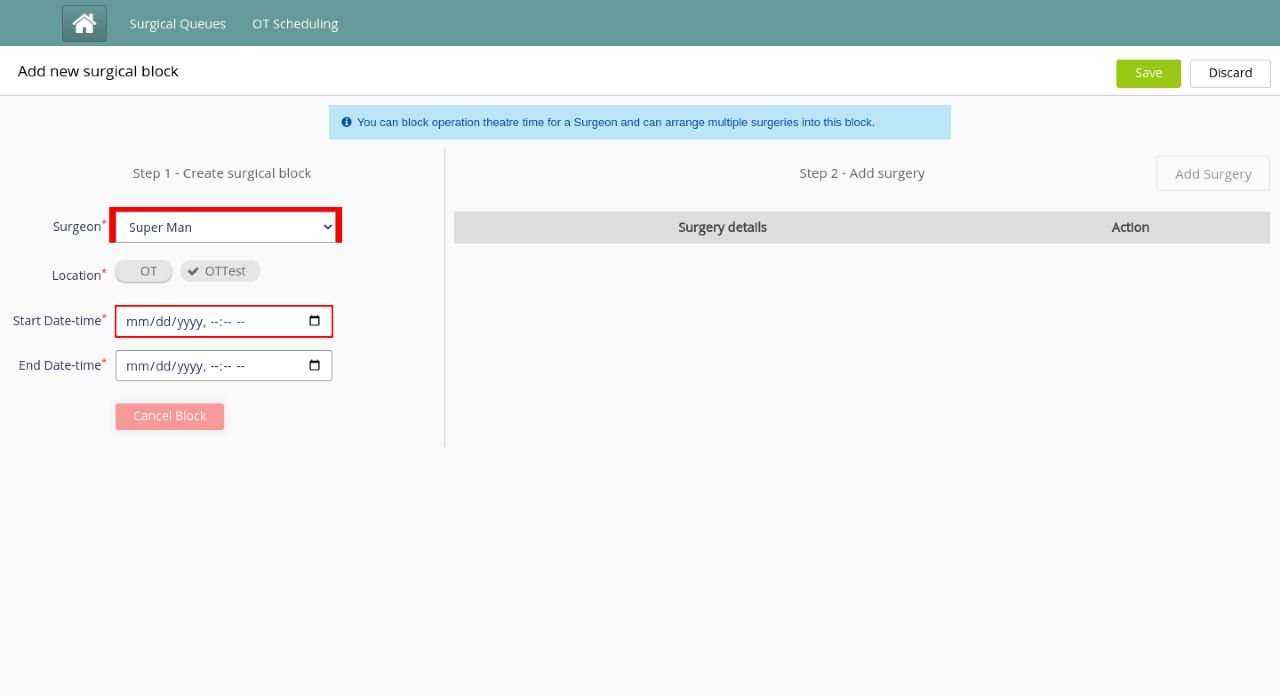 Surgical Queues OT Scheduling
Add new surgical block
Save Discard
You can block operation theatre time for a Surgeon and can arrange multiple surgeries into this block.
Step 1 - Create surgical block
Surgeon* Super Man
Location* OT OTTest
Start Date-time* mm/dd/yyyy, --:-- --
End Date-time* mm/dd/yyyy, --:-- --
Cancel Block
Step 2 - Add surgery
Add Surgery
Surgery details Action